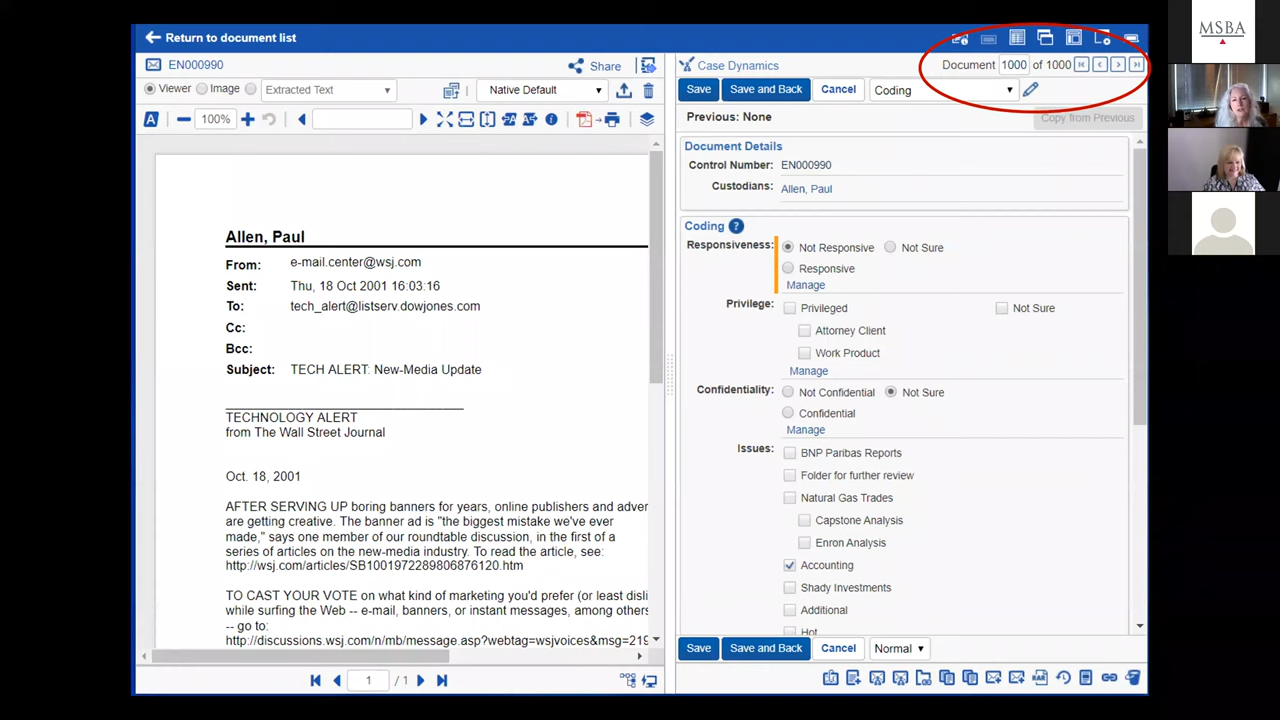 Return to document list
EN000990
Share
Viewer
Image
Extracted Text
Native Default
100%
Allen, Paul
From: e-mail.center@wsj.com
Sent: Thu, 18 Oct 2001 16:03:16
To: tech_alert@listserv.dowjones.com
Cc:
Bcc:
Subject: TECH ALERT: New-Media Update
TECHNOLOGY ALERT
from The Wall Street Journal
Oct. 18, 2001
AFTER SERVING UP boring banners for years, online publishers and adver
are getting creative. The banner ad is "the biggest mistake we've ever
made," says one member of our roundtable discussion, in the first of a
series of articles on the new-media industry. To read the article, see:
http://wsj.com/articles/SB1001972289806876120.htm
TO CAST YOUR VOTE on what kind of marketing you'd prefer (or least disli
while surfing the Web -- e-mail, banners, or instant messages, among others
-- go to:
http://discussions.wsj.com/n/mb/message.asp?webtag=wsjvoices&msg=219
1 / 1
Case Dynamics
Document 1000 of 1000
Save
Save and Back
Cancel
Coding
Previous: None
Copy from Previous
Document Details
Control Number: EN000990
Custodians: Allen, Paul
Coding ?
Responsiveness: Not Responsive Not Sure
Responsive
Manage
Privilege: Privileged Not Sure
Attorney Client
Work Product
Manage
Confidentiality: Not Confidential Not Sure
Confidential
Manage
Issues: BNP Paribas Reports
Folder for further review
Natural Gas Trades
Capstone Analysis
Enron Analysis
Accounting
Shady Investments
Additional
Hot
Save
Save and Back
Cancel
Normal
MSBA